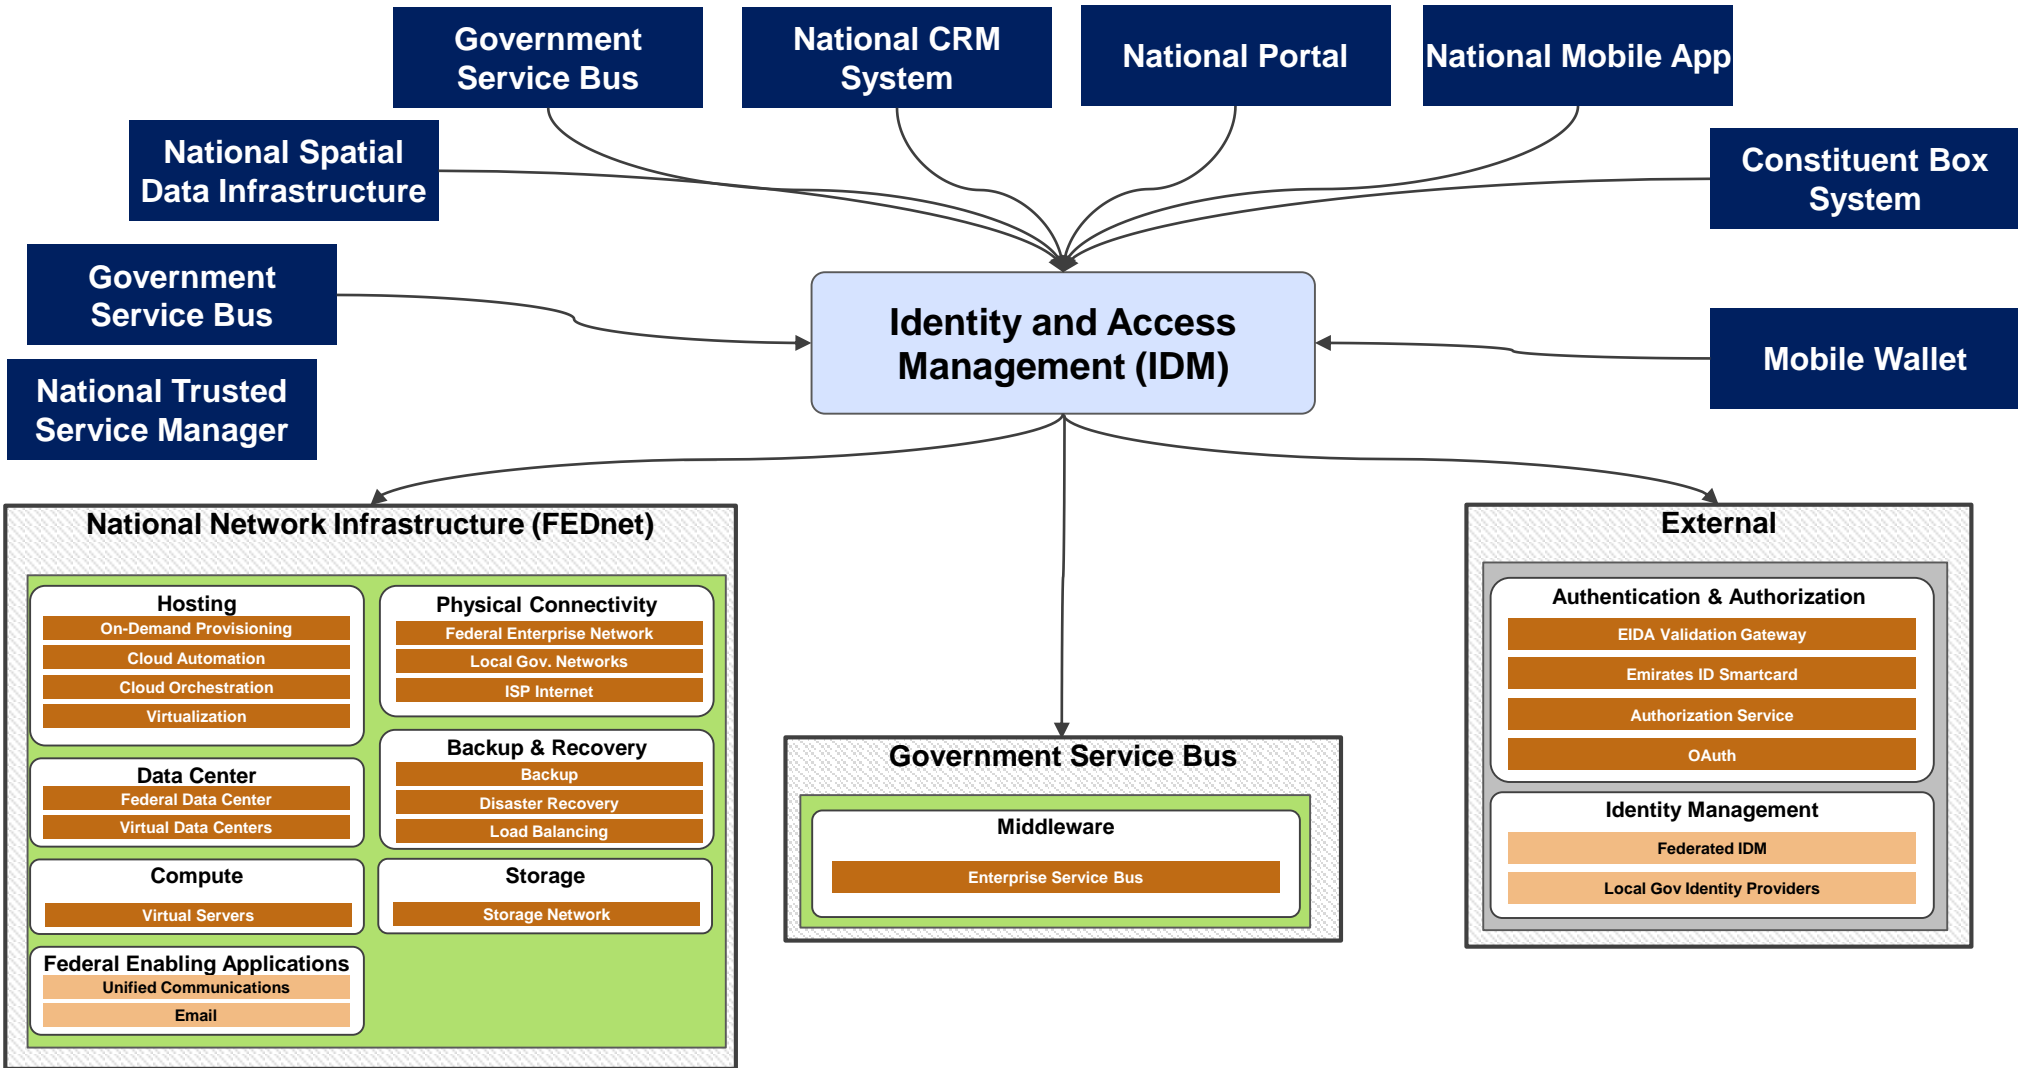 Government
Service Bus
National CRM
System
National Portal
National Mobile App
National Spatial
Data Infrastructure
Constituent Box
System
Government
Service Bus
Identity and Access
Management (IDM)
Mobile Wallet
National Trusted
Service Manager
National Network Infrastructure (FEDnet)
Hosting
On-Demand Provisioning
Cloud Automation
Cloud Orchestration
Virtualization
Physical Connectivity
Federal Enterprise Network
Local Gov. Networks
ISP Internet
Data Center
Federal Data Center
Virtual Data Centers
Backup & Recovery
Backup
Disaster Recovery
Load Balancing
Compute
Virtual Servers
Storage
Storage Network
Federal Enabling Applications
Unified Communications
Email
Government Service Bus
Middleware
Enterprise Service Bus
External
Authentication & Authorization
EIDA Validation Gateway
Emirates ID Smartcard
Authorization Service
OAuth
Identity Management
Federated IDM
Local Gov Identity Providers